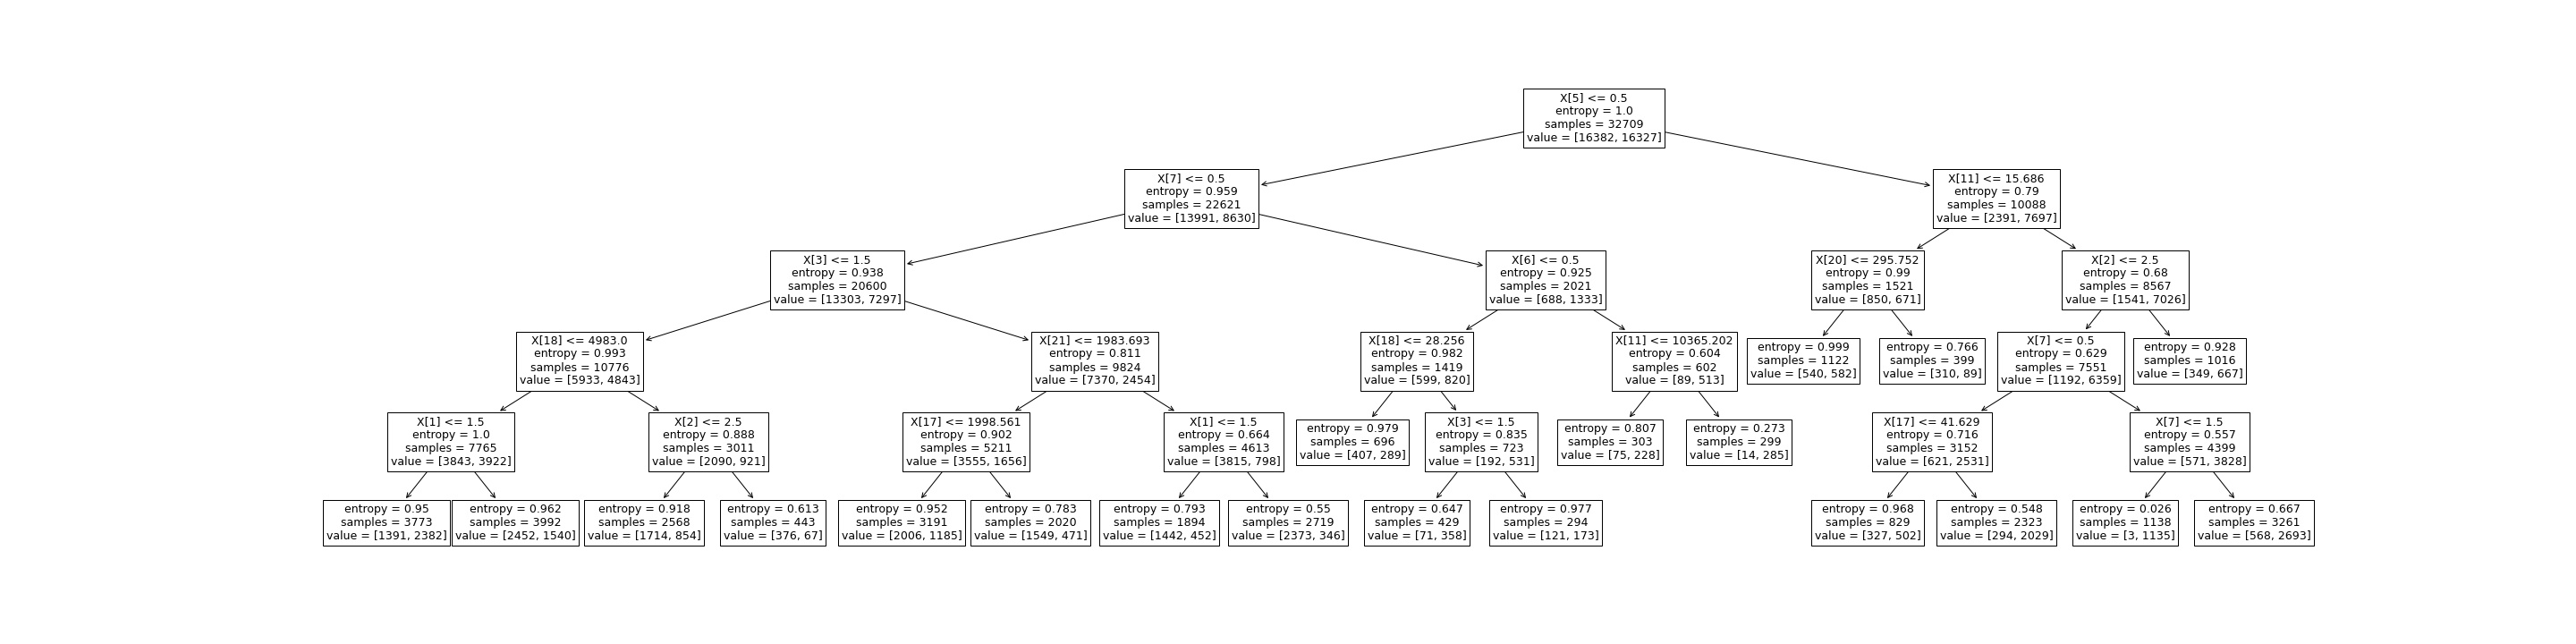 X[5] <= 0.5
entropy = 1.0
samples = 32709
value = [16382, 16327]
X[7] <= 0.5
entropy = 0.959
samples = 22621
value = [13991, 8630]
X[11] <= 15.686
entropy = 0.79
samples = 10088
value = [2391, 7697]
X[3] <= 1.5
entropy = 0.938
samples = 20600
value = [13303, 7297]
X[6] <= 0.5
entropy = 0.925
samples = 2021
value = [688, 1333]
X[20] <= 295.752
entropy = 0.99
samples = 1521
value = [850, 671]
X[2] <= 2.5
entropy = 0.68
samples = 8567
value = [1541, 7026]
X[18] <= 4983.0
entropy = 0.993
samples = 10776
value = [5933, 4843]
X[21] <= 1983.693
entropy = 0.811
samples = 9824
value = [7370, 2454]
X[18] <= 28.256
entropy = 0.982
samples = 1419
value = [599, 820]
X[11] <= 10365.202
entropy = 0.604
samples = 602
value = [89, 513]
entropy = 0.999
samples = 1122
value = [540, 582]
entropy = 0.766
samples = 399
value = [310, 89]
X[7] <= 0.5
entropy = 0.629
samples = 7551
value = [1192, 6359]
entropy = 0.928
samples = 1016
value = [349, 667]
X[1] <= 1.5
entropy = 1.0
samples = 7765
value = [3843, 3922]
X[2] <= 2.5
entropy = 0.888
samples = 3011
value = [2090, 921]
X[17] <= 1998.561
entropy = 0.902
samples = 5211
value = [3555, 1656]
X[1] <= 1.5
entropy = 0.664
samples = 4613
value = [3815, 798]
entropy = 0.979
samples = 696
value = [407, 289]
X[3] <= 1.5
entropy = 0.835
samples = 723
value = [192, 531]
entropy = 0.807
samples = 303
value = [75, 228]
entropy = 0.273
samples = 299
value = [14, 285]
X[17] <= 41.629
entropy = 0.716
samples = 3152
value = [621, 2531]
X[7] <= 1.5
entropy = 0.557
samples = 4399
value = [571, 3828]
entropy = 0.95
samples = 3773
value = [1391, 2382]
entropy = 0.962
samples = 3992
value = [2452, 1540]
entropy = 0.918
samples = 2568
value = [1714, 854]
entropy = 0.613
samples = 443
value = [376, 67]
entropy = 0.952
samples = 3191
value = [2006, 1185]
entropy = 0.783
samples = 2020
value = [1549, 471]
entropy = 0.793
samples = 1894
value = [1442, 452]
entropy = 0.55
samples = 2719
value = [2373, 346]
entropy = 0.647
samples = 429
value = [71, 358]
entropy = 0.977
samples = 294
value = [121, 173]
entropy = 0.968
samples = 829
value = [327, 502]
entropy = 0.548
samples = 2323
value = [294, 2029]
entropy = 0.026
samples = 1138
value = [3, 1135]
entropy = 0.667
samples = 3261
value = [568, 2693]